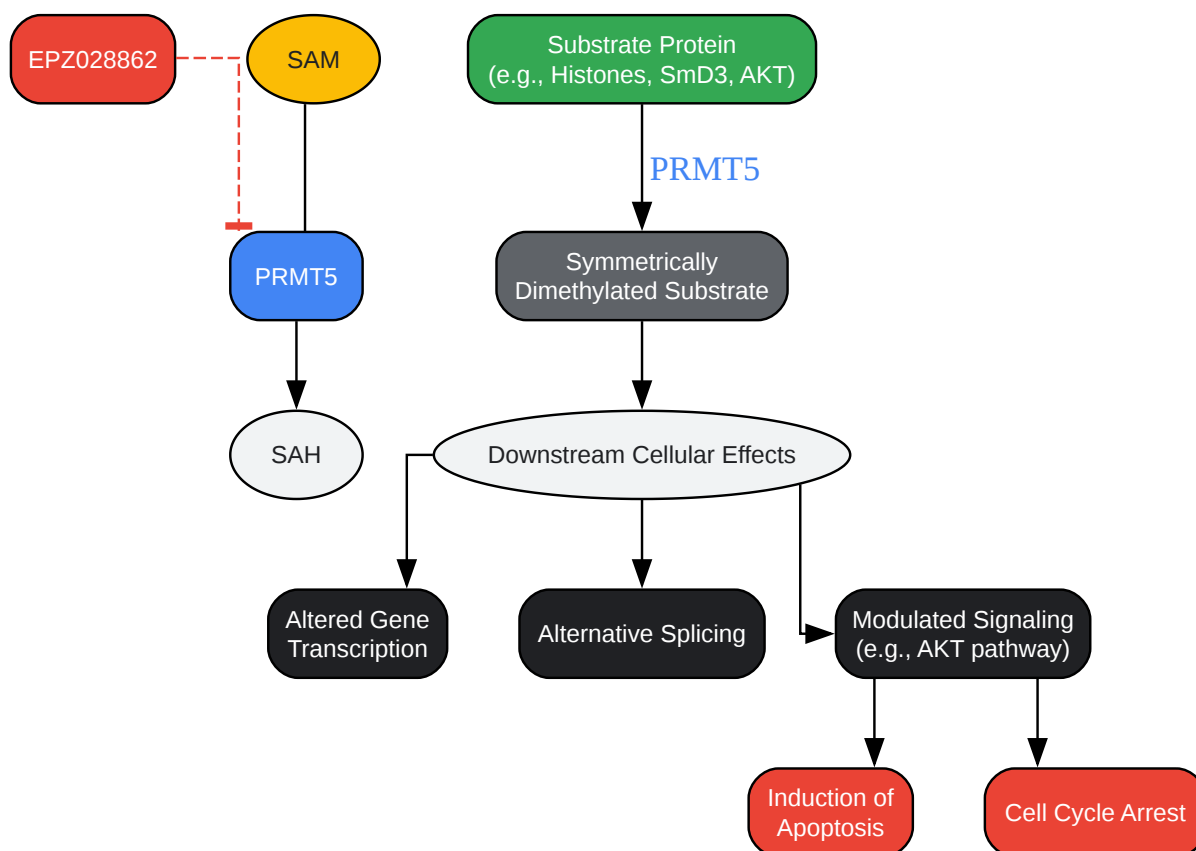 EPZ028862
SAM
Substrate Protein
(e.g., Histones, SmD3, AKT)
PRMT5
PRMT5
Symmetrically
Dimethylated Substrate
SAH
Downstream Cellular Effects
Altered Gene
Transcription
Alternative Splicing
Modulated Signaling
(e.g., AKT pathway)
Induction of
Apoptosis
Cell Cycle Arrest